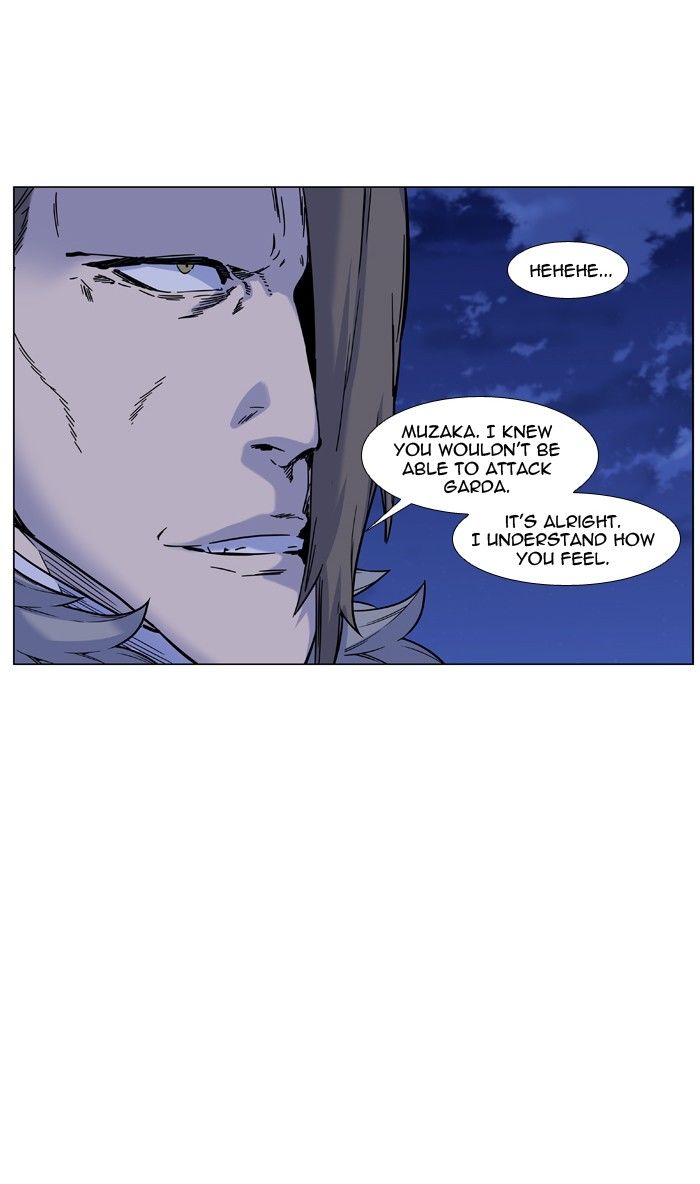 HEHEHE...
MUZAKA. I KNEW
YOU WOULDN'T BE
ABLE TO ATTACK
GARDA.
IT'S ALRIGHT.
I UNDERSTAND HOW
YOU FEEL.